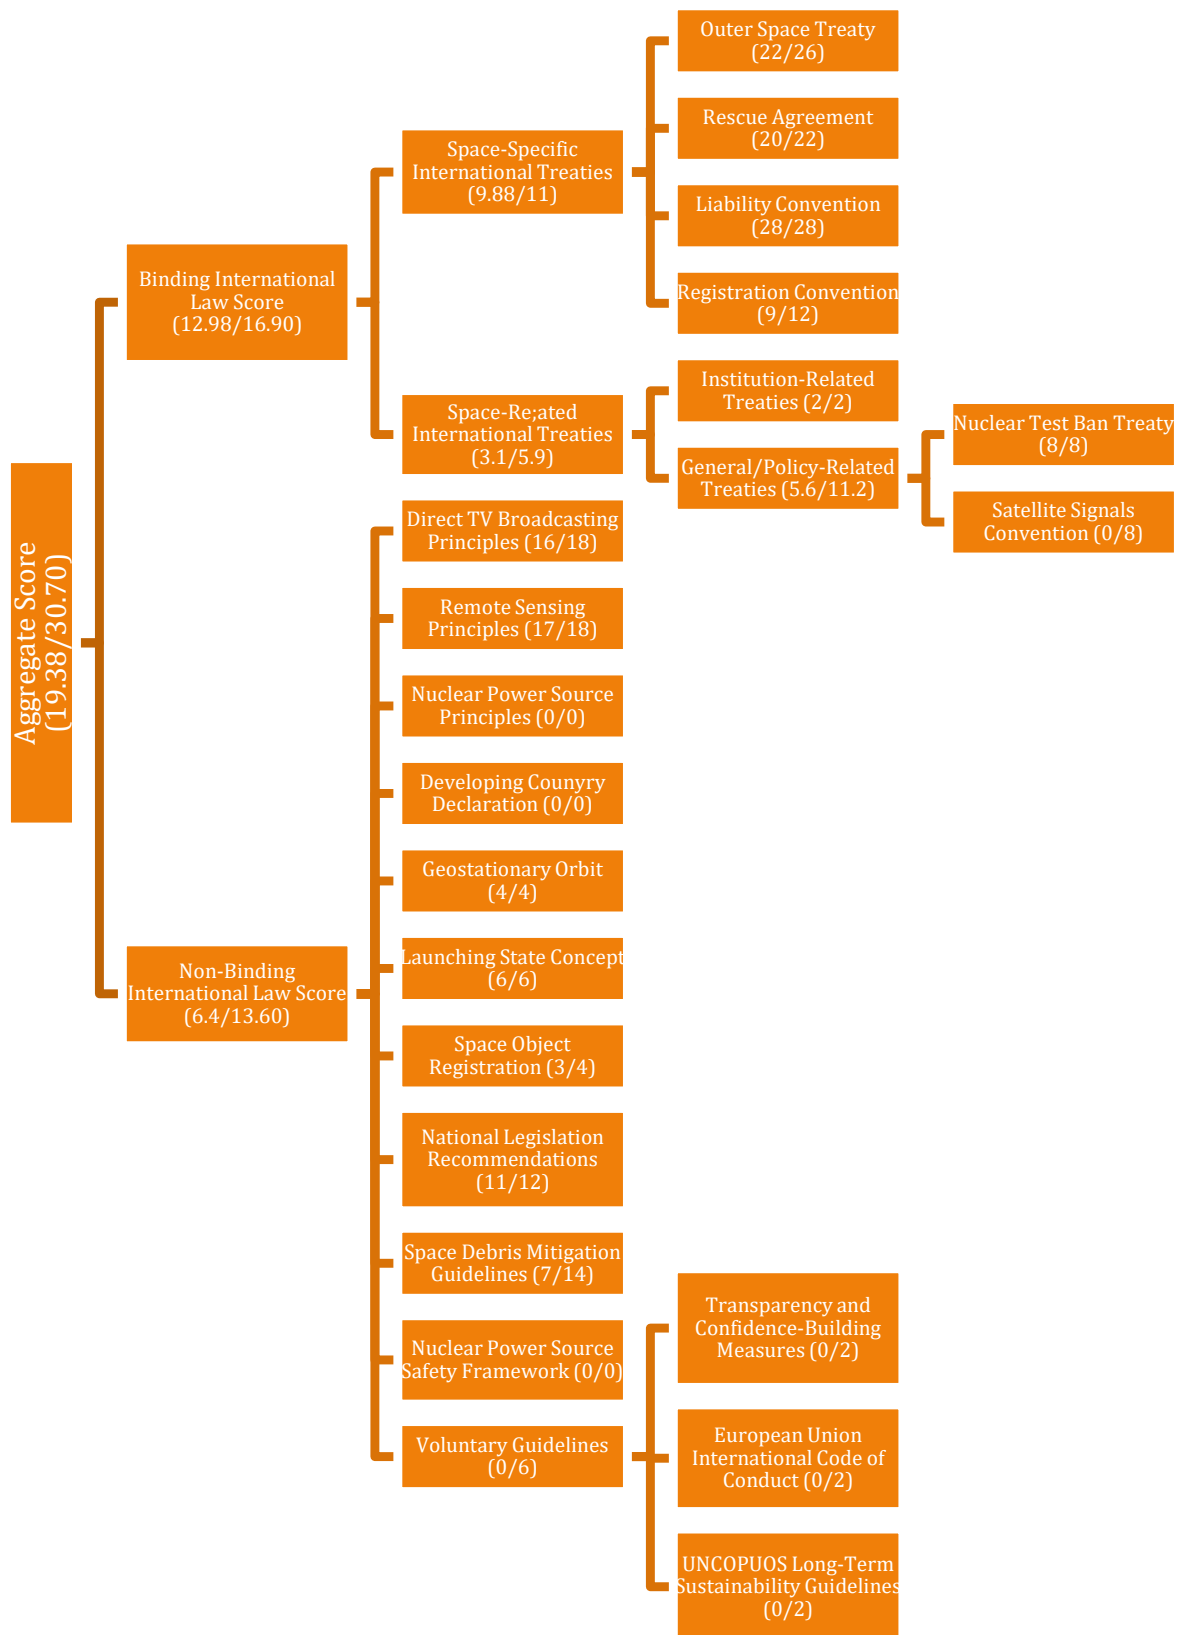 Aggregate Score
(19.38/30.70)
Binding International
Law Score
(12.98/16.90)
Space-Specific
International Treaties
(9.88/11)
Outer Space Treaty
(22/26)
Rescue Agreement
(20/22)
Liability Convention
(28/28)
Registration Convention
(9/12)
Space-Re;ated
International Treaties
(3.1/5.9)
Institution-Related
Treaties (2/2)
General/Policy-Related
Treaties (5.6/11.2)
Nuclear Test Ban Treaty
(8/8)
Satellite Signals
Convention (0/8)
Non-Binding
International Law Score
(6.4/13.60)
Direct TV Broadcasting
Principles (16/18)
Remote Sensing
Principles (17/18)
Nuclear Power Source
Principles (0/0)
Developing Counyry
Declaration (0/0)
Geostationary Orbit
(4/4)
Launching State Concept
(6/6)
Space Object
Registration (3/4)
National Legislation
Recommendations
(11/12)
Space Debris Mitigation
Guidelines (7/14)
Nuclear Power Source
Safety Framework (0/0)
Voluntary Guidelines
(0/6)
Transparency and
Confidence-Building
Measures (0/2)
European Union
International Code of
Conduct (0/2)
UNCOPUOS Long-Term
Sustainability Guidelines
(0/2)